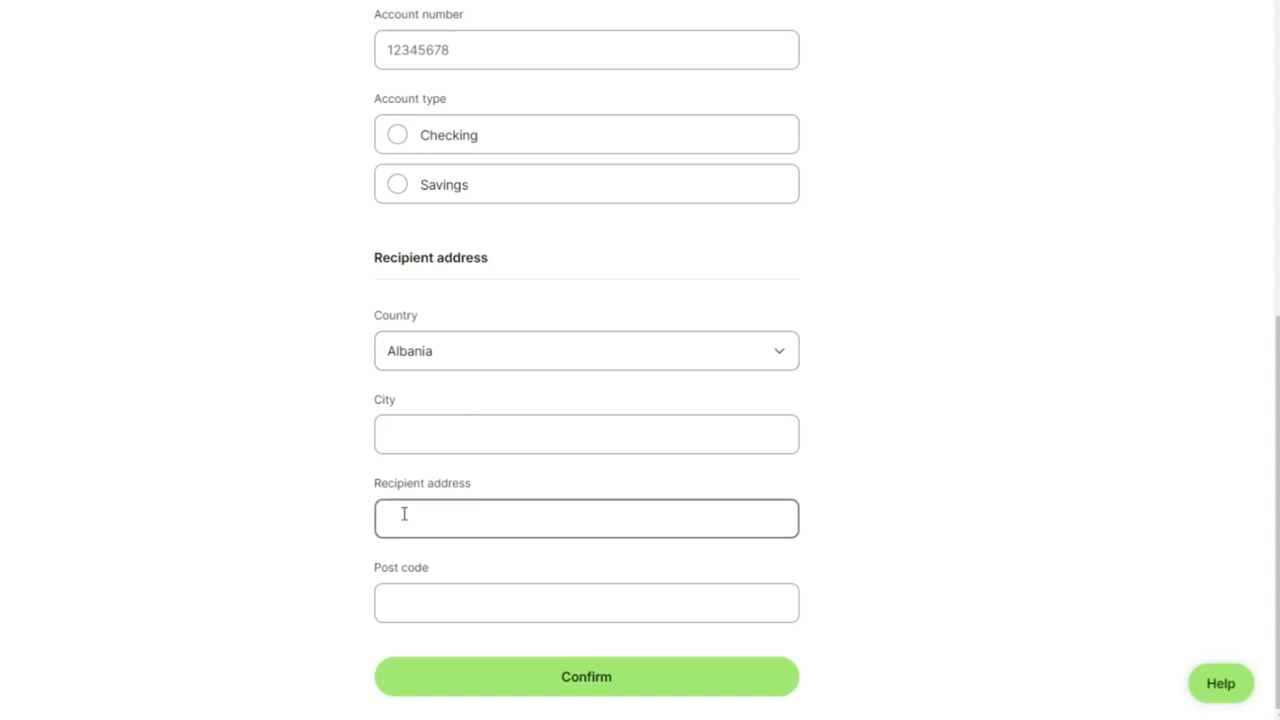 Account number
12345678
Account type
Checking
Savings
Recipient address
Country
Albania
City
Recipient address
Post code
Confirm
Help